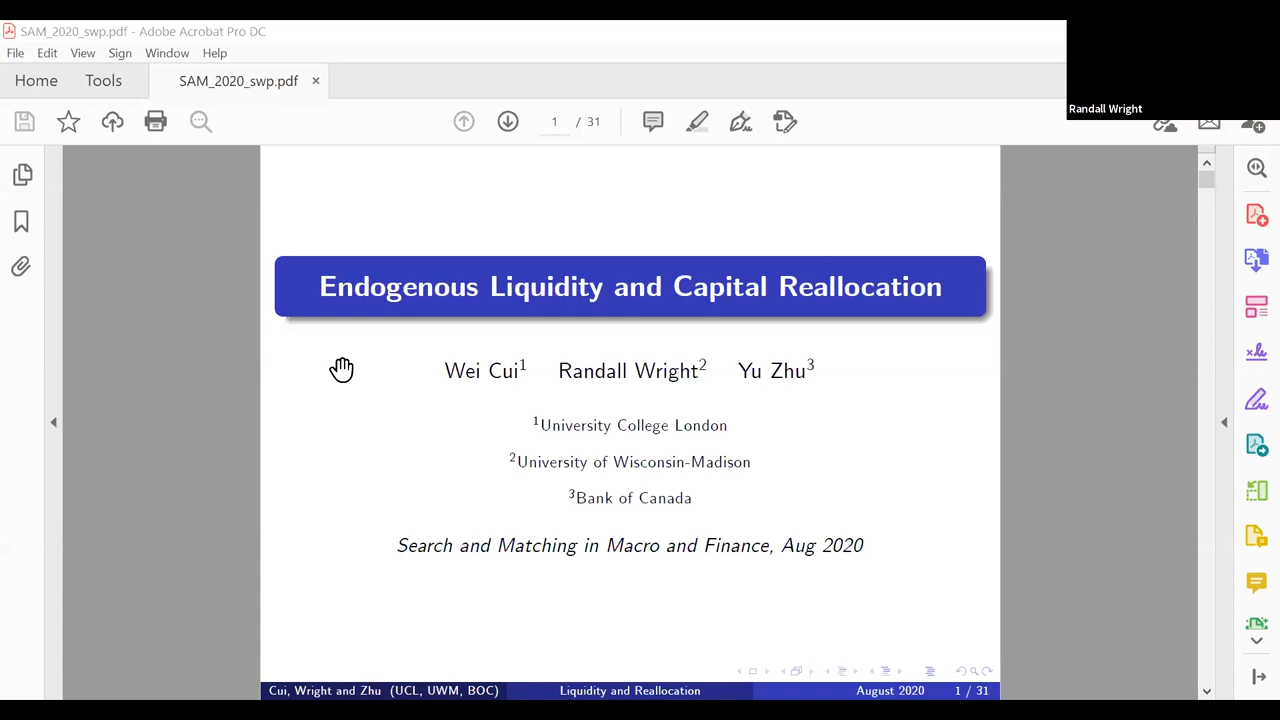 SAM_2020_swp.pdf - Adobe Acrobat Pro DC
File Edit View Sign Window Help
Home Tools SAM_2020_swp.pdf ×
1 / 31
Randall Wright
Endogenous Liquidity and Capital Reallocation
Wei Cui¹ Randall Wright² Yu Zhu³
¹University College London
²University of Wisconsin-Madison
³Bank of Canada
Search and Matching in Macro and Finance, Aug 2020
Cui, Wright and Zhu (UCL, UWM, BOC) Liquidity and Reallocation August 2020 1 / 31